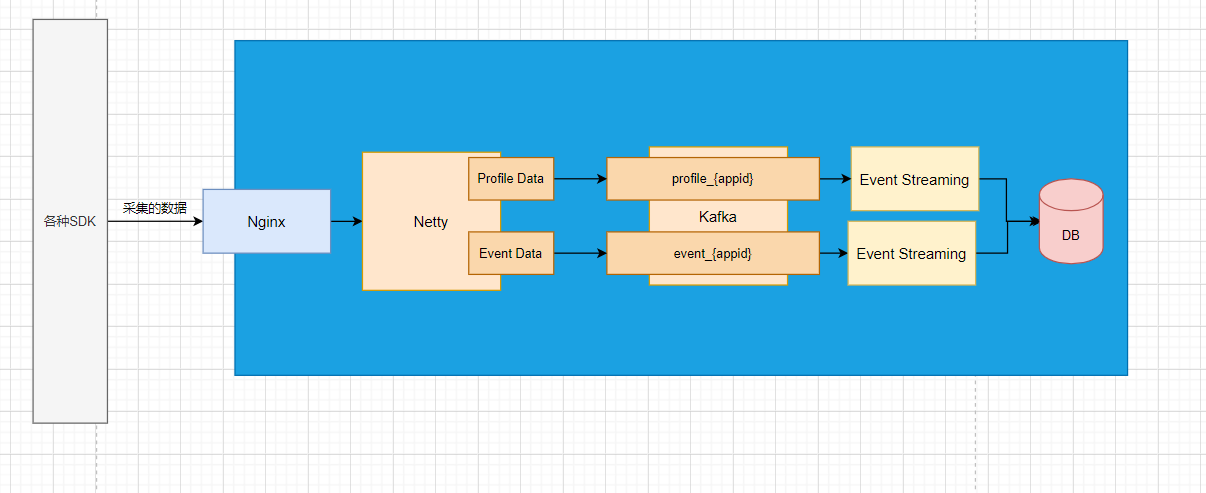 各种SDK
采集的数据
Nginx
Netty
Profile Data
Event Data
profile_{appid}
Kafka
event_{appid}
Event Streaming
Event Streaming
DB